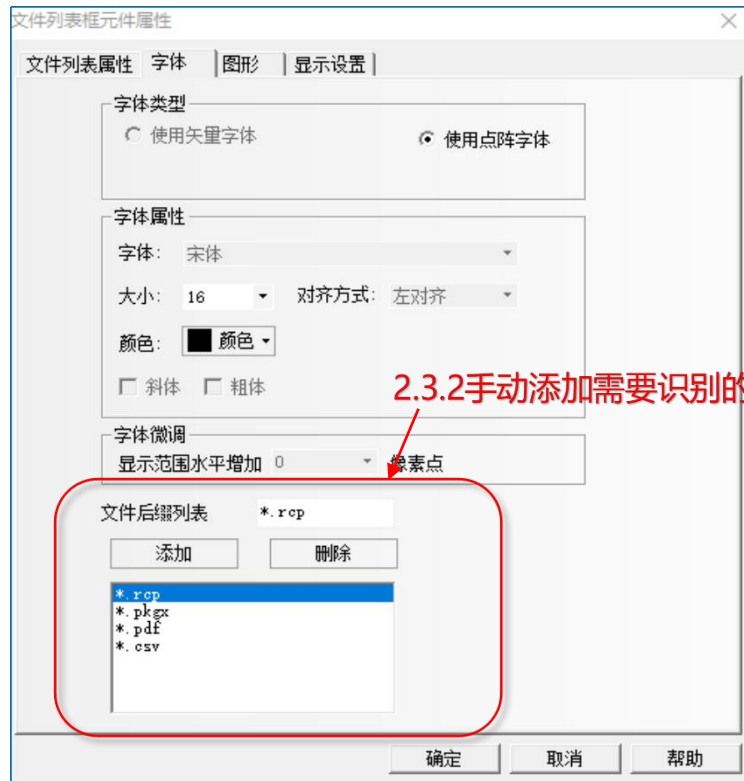 文件列表框元件属性
文件列表属性 字体 图形 显示设置
字体类型
使用矢量字体 使用点阵字体
字体属性
字体: 宋体
大小: 16 对齐方式: 左对齐
颜色: 颜色
斜体 粗体
2.3.2手动添加需要识别的
字体微调
显示范围水平增加 0 像素点
文件后缀列表 *.rcp
添加 删除
*.rcp
*.pkgx
*.pdf
*.csv
确定 取消 帮助